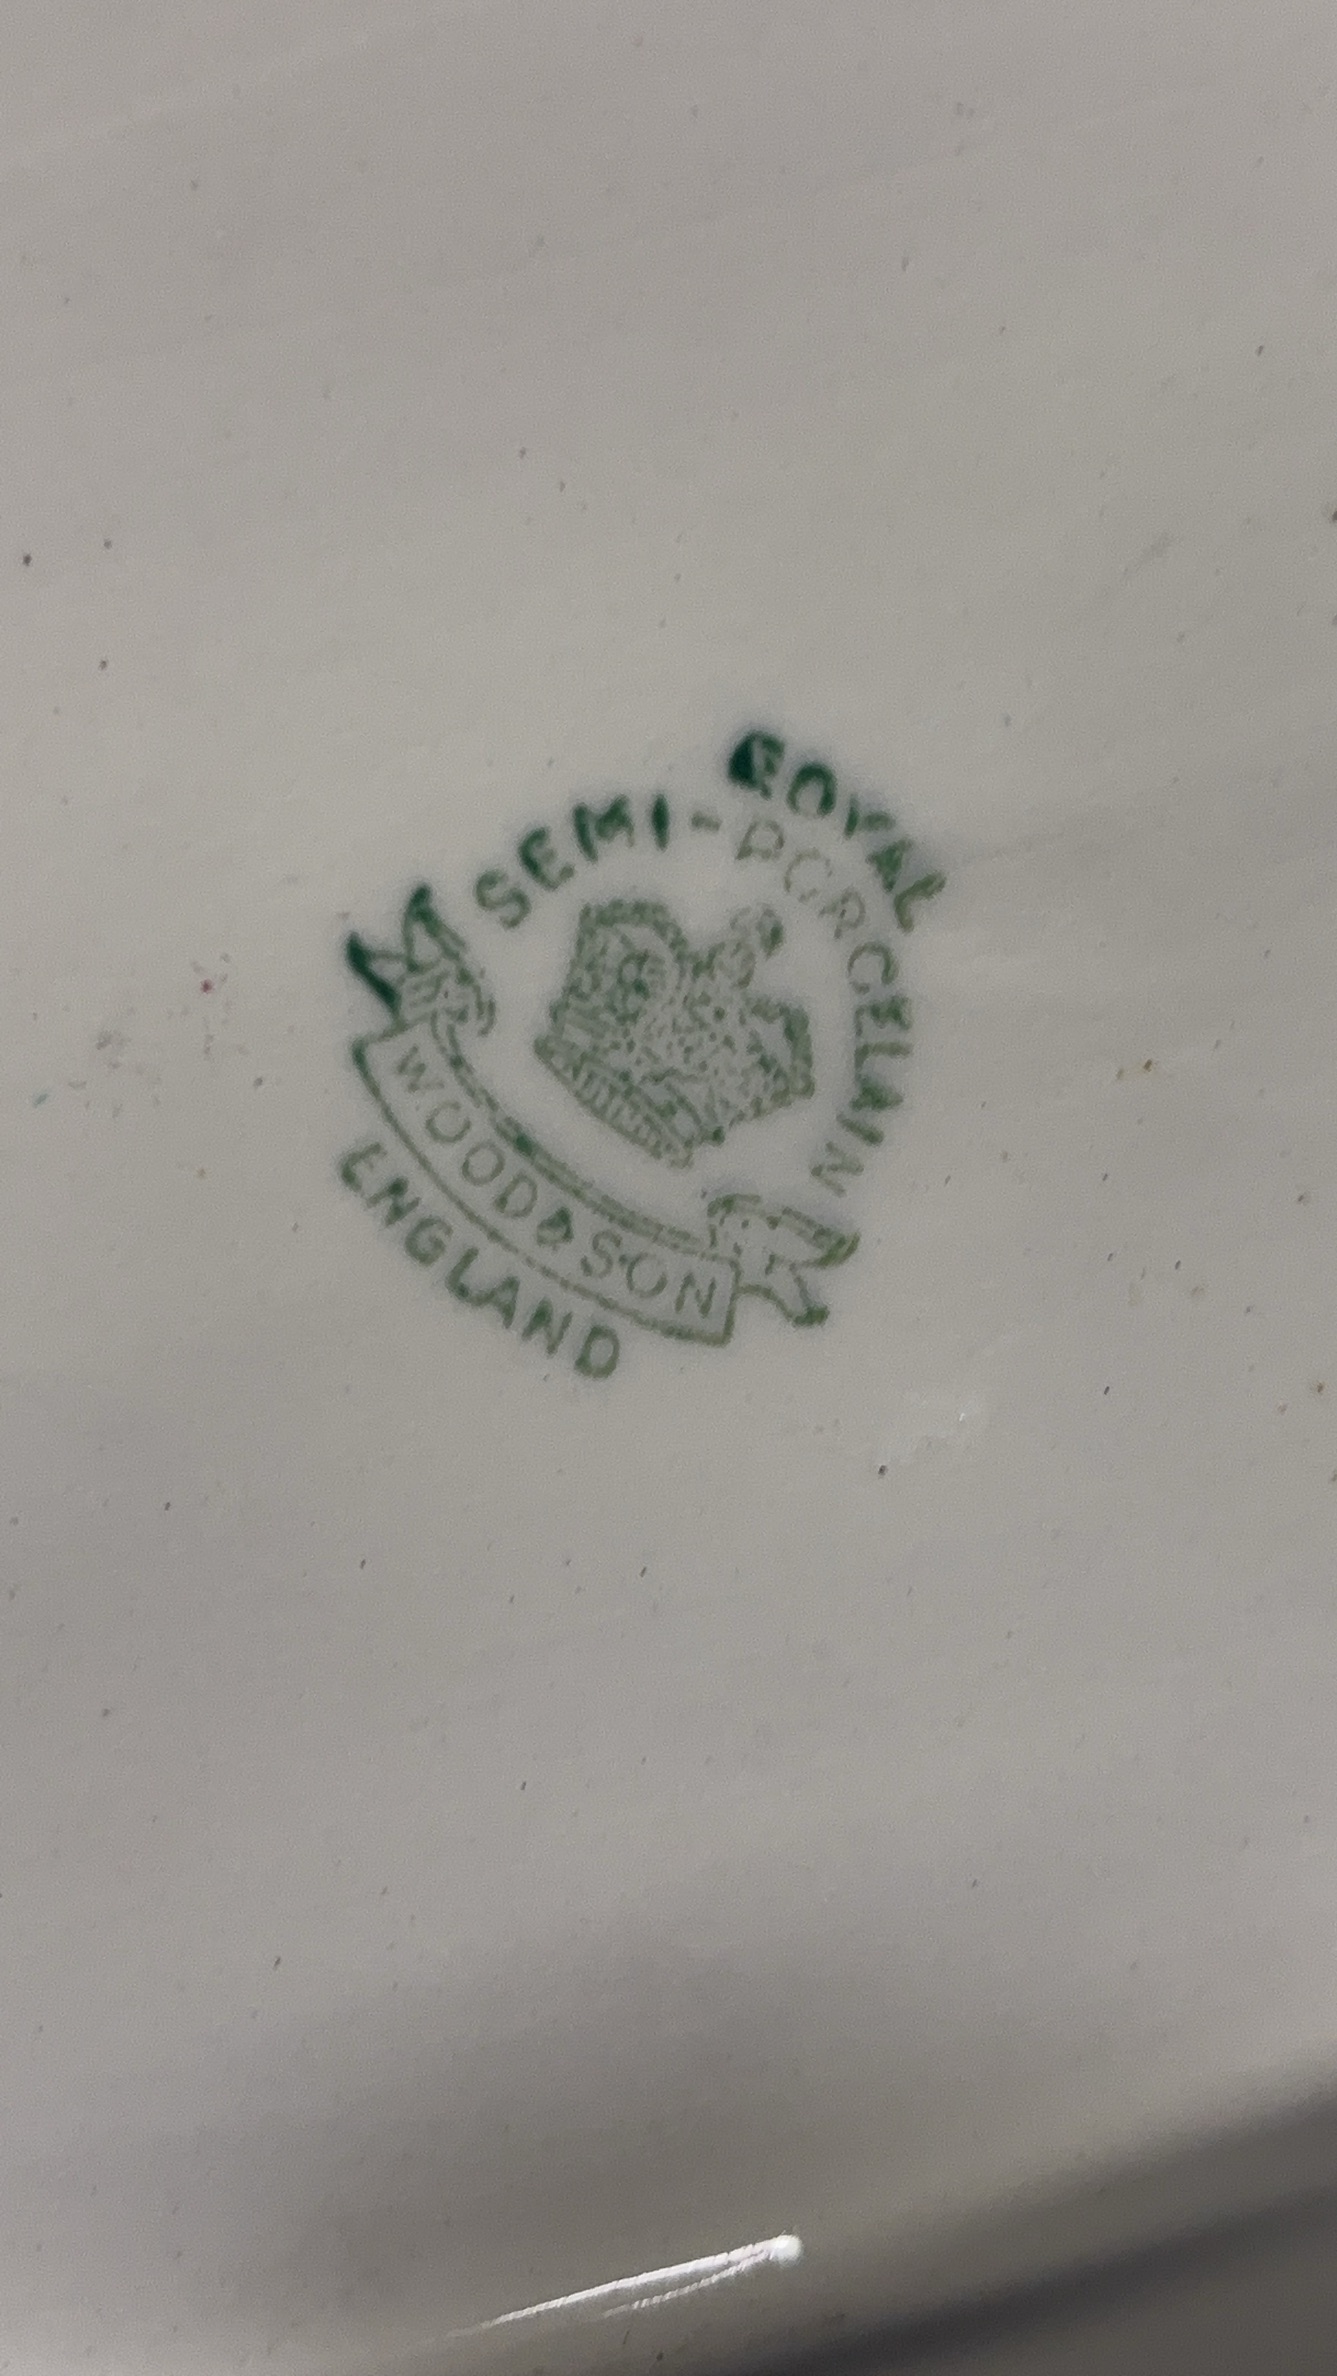 ROYAL
SEMI-PORCELAIN
WOOD & SON
ENGLAND